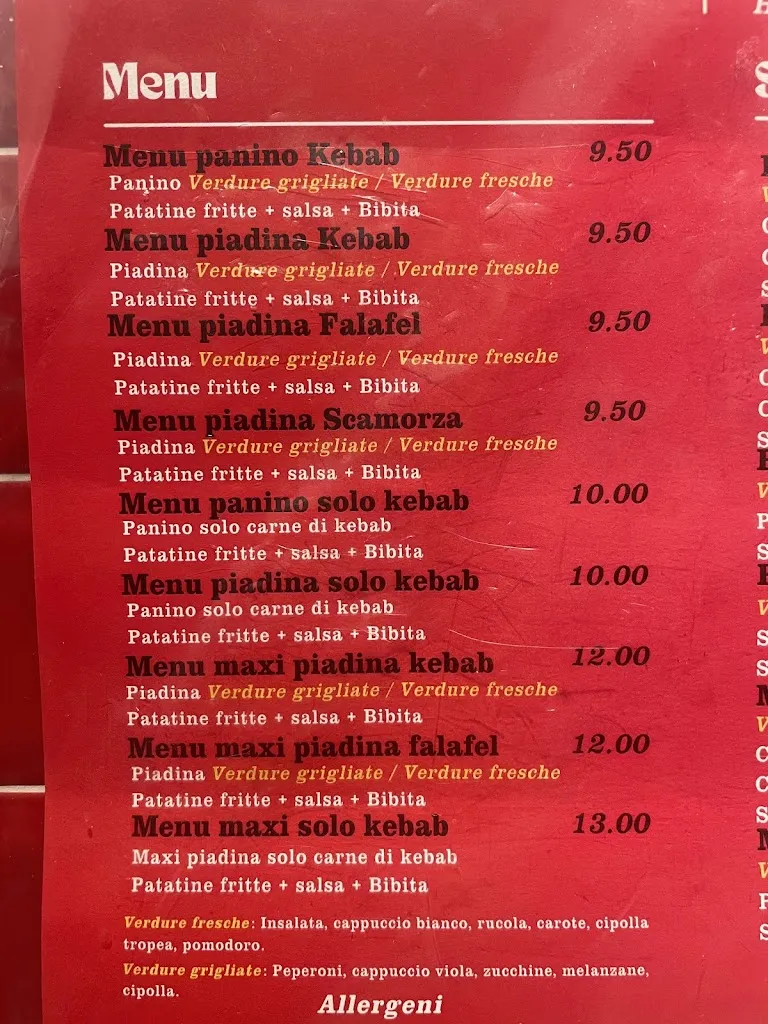 Menu
Menu panino Kebab 9.50
Panino Verdure grigliate / Verdure fresche
Patatine fritte + salsa + Bibita
Menu piadina Kebab 9.50
Piadina Verdure grigliate / Verdure fresche
Patatine fritte + salsa + Bibita
Menu piadina Falafel 9.50
Piadina Verdure grigliate / Verdure fresche
Patatine fritte + salsa + Bibita
Menu piadina Scamorza 9.50
Piadina Verdure grigliate / Verdure fresche
Patatine fritte + salsa + Bibita
Menu panino solo kebab 10.00
Panino solo carne di kebab
Patatine fritte + salsa + Bibita
Menu piadina solo kebab 10.00
Panino solo carne di kebab
Patatine fritte + salsa + Bibita
Menu maxi piadina kebab 12.00
Piadina Verdure grigliate / Verdure fresche
Patatine fritte + salsa + Bibita
Menu maxi piadina falafel 12.00
Piadina Verdure grigliate / Verdure fresche
Patatine fritte + salsa + Bibita
Menu maxi solo kebab 13.00
Maxi piadina solo carne di kebab
Patatine fritte + salsa + Bibita
Verdure fresche: Insalata, cappuccio bianco, rucola, carote, cipolla
tropea, pomodoro.
Verdure grigliate: Peperoni, cappuccio viola, zucchine, melanzane,
cipolla.
Allergeni